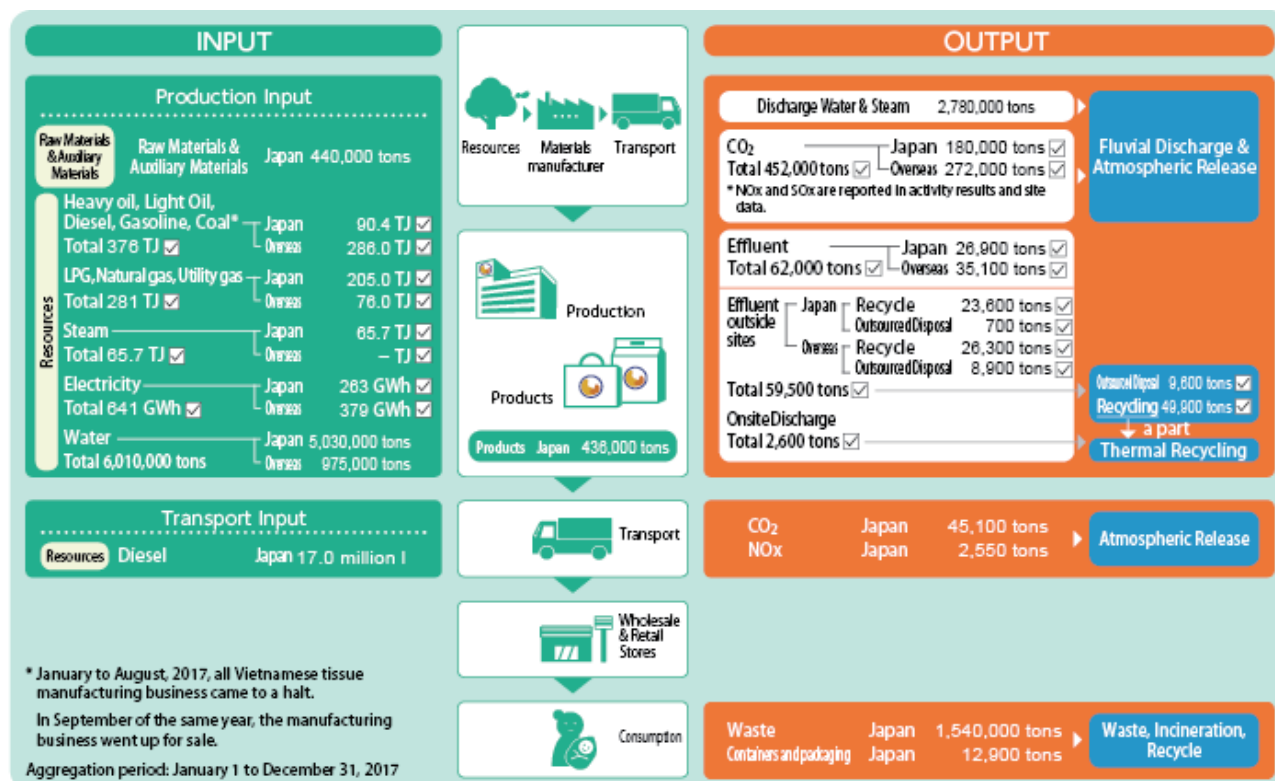 INPUT
Production Input
Raw Materials
& Auxiliary
Materials
Raw Materials &
Auxiliary Materials
Japan 440,000 tons
Resources
Heavy oil, Light Oil,
Diesel, Gasoline, Coal* Japan 90.4 TJ ☑
Total 376 TJ ☑ Overseas 286.0 TJ ☑
LPG, Natural gas, Utility gas Japan 205.0 TJ ☑
Total 281 TJ ☑ Overseas 76.0 TJ ☑
Steam Japan 65.7 TJ ☑
Total 65.7 TJ ☑ Overseas – TJ ☑
Electricity Japan 263 GWh ☑
Total 641 GWh ☑ Overseas 379 GWh ☑
Water Japan 5,030,000 tons
Total 6,010,000 tons Overseas 975,000 tons
Transport Input
Resources Diesel Japan 17.0 million l
* January to August, 2017, all Vietnamese tissue
manufacturing business came to a halt.
In September of the same year, the manufacturing
business went up for sale.
Aggregation period: January 1 to December 31, 2017
Resources
Materials
manufacturer
Transport
Production
Products
Products Japan 436,000 tons
Transport
Wholesale
& Retail
Stores
Consumption
OUTPUT
Discharge Water & Steam 2,780,000 tons
CO₂ Japan 180,000 tons ☑
Total 452,000 tons ☑ Overseas 272,000 tons ☑
* NOx and SOx are reported in activity results and site
data.
Fluvial Discharge &
Atmospheric Release
Effluent Japan 26,900 tons ☑
Total 62,000 tons ☑ Overseas 35,100 tons ☑
Effluent
outside
sites
Japan Recycle 23,600 tons ☑
Outsourced Disposal 700 tons ☑
Overseas Recycle 26,300 tons ☑
Outsourced Disposal 8,900 tons ☑
Total 59,500 tons ☑
Onsite Discharge
Total 2,600 tons ☑
Outsourced Disposal 9,600 tons ☑
Recycling 49,900 tons ☑
a part
Thermal Recycling
CO₂ Japan 45,100 tons
NOx Japan 2,550 tons
Atmospheric Release
Waste Japan 1,540,000 tons
Containers and packaging Japan 12,900 tons
Waste, Incineration,
Recycle